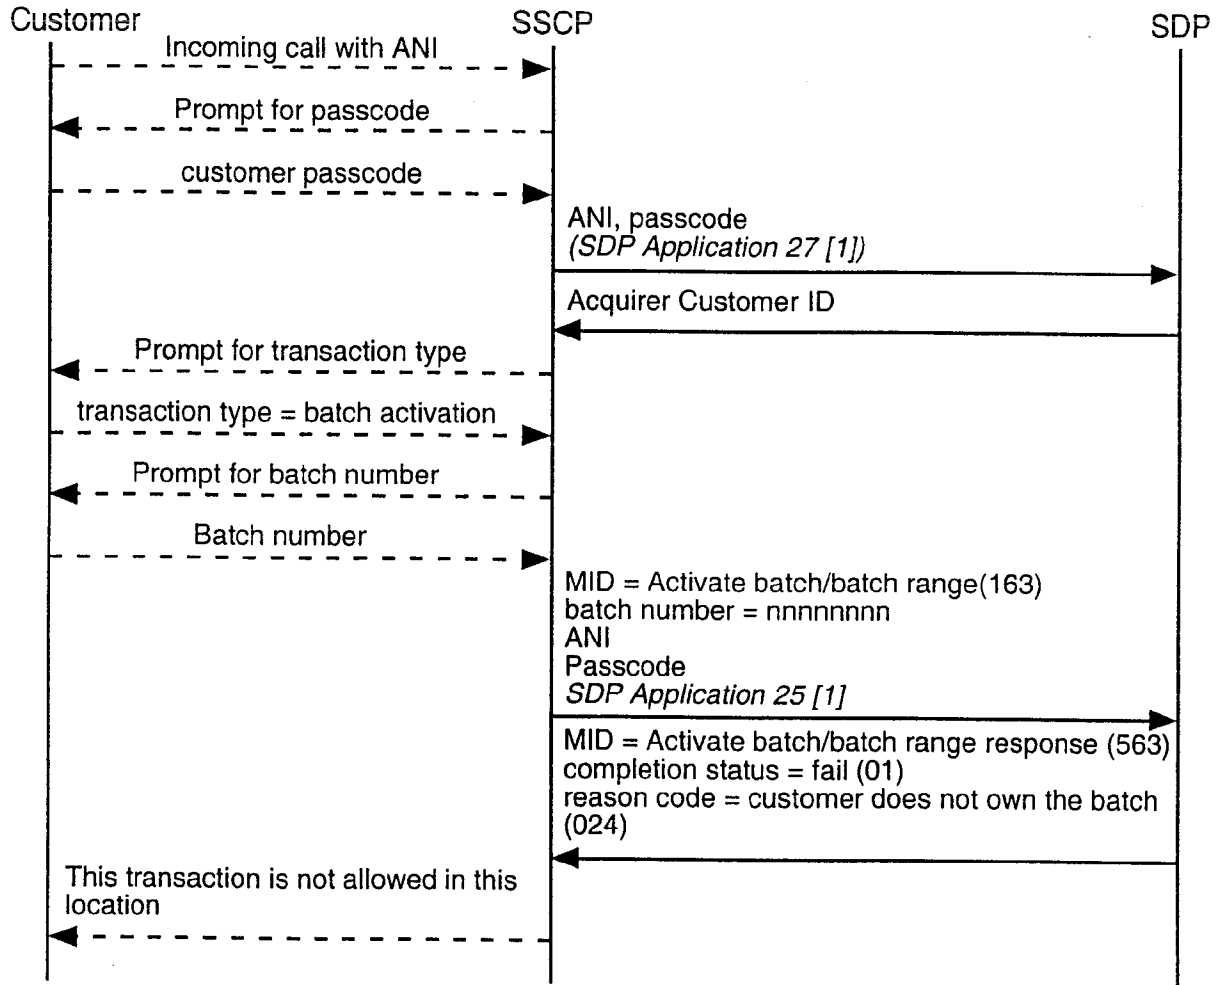 Customer
SSCP
SDP
Incoming call with ANI
Prompt for passcode
customer passcode
ANI, passcode
(SDP Application 27 [1])
Acquirer Customer ID
Prompt for transaction type
transaction type = batch activation
Prompt for batch number
Batch number
MID = Activate batch/batch range(163)
batch number = nnnnnnnnn
ANI
Passcode
SDP Application 25 [1]
MID = Activate batch/batch range response (563)
completion status = fail (01)
reason code = customer does not own the batch
(024)
This transaction is not allowed in this
location